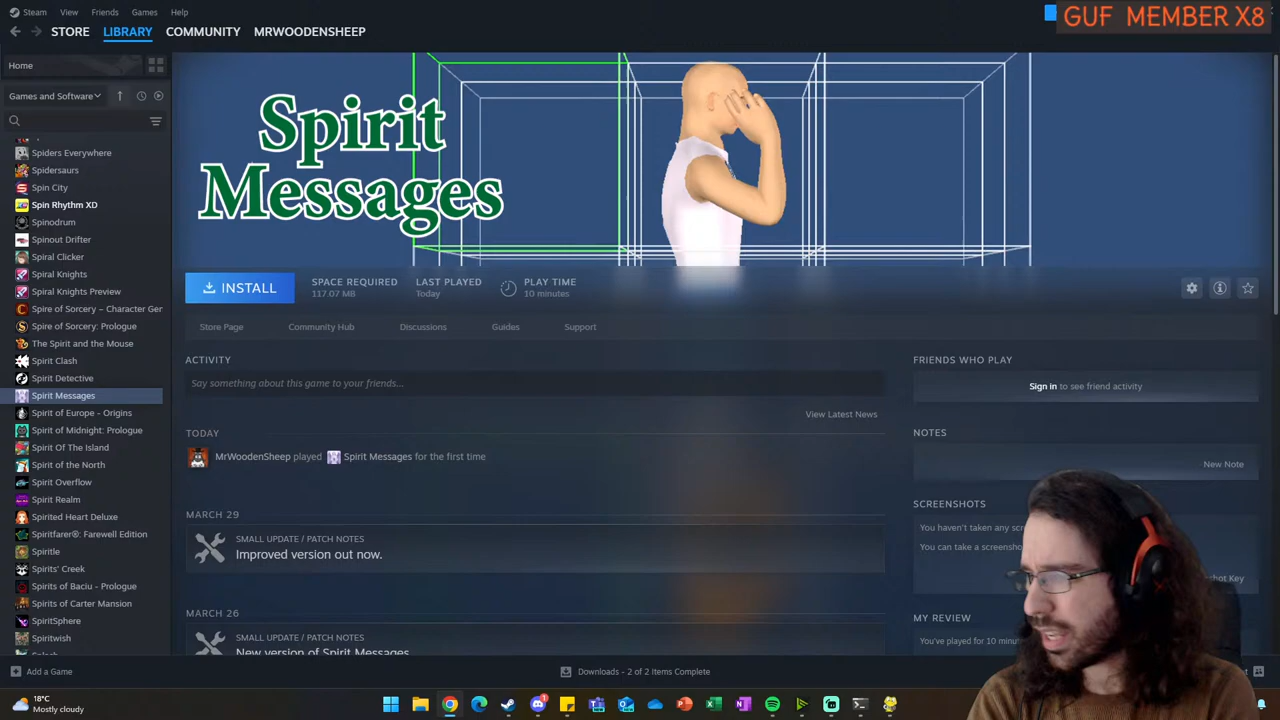 Steam View Friends Games Help
GUF MEMBER X8
STORE LIBRARY COMMUNITY MRWOODENSHEEP
Home
Games and Software
Spiders Everywhere
Spidersaurs
Spin City
Spin Rhythm XD
Spinodrum
Spinout Drifter
Spiral Clicker
Spiral Knights
Spiral Knights Preview
Spire of Sorcery – Character Ger
Spire of Sorcery: Prologue
The Spirit and the Mouse
Spirit Clash
Spirit Detective
Spirit Messages
Spirit of Europe - Origins
Spirit of Midnight: Prologue
Spirit Of The Island
Spirit of the North
Spirit Overflow
Spirit Realm
Spirited Heart Deluxe
Spiritfarer®: Farewell Edition
Spiritle
Spirits' Creek
Spirits of Baciu - Prologue
Spirits of Carter Mansion
SpiritSphere
Spiritwish
Add a Game
Spirit
Messages
INSTALL
SPACE REQUIRED
117.07 MB
LAST PLAYED
Today
PLAY TIME
10 minutes
Store Page Community Hub Discussions Guides Support
ACTIVITY
Say something about this game to your friends...
View Latest News
TODAY
MrWoodenSheep played Spirit Messages for the first time
MARCH 29
SMALL UPDATE / PATCH NOTES
Improved version out now.
MARCH 26
SMALL UPDATE / PATCH NOTES
New version of Spirit Messages
FRIENDS WHO PLAY
Sign in to see friend activity
NOTES
New Note
SCREENSHOTS
You haven't taken any
You can take a
Key
MY REVIEW
You've played for 10
Downloads - 2 of 2 Items Complete
18°C
Mostly cloudy